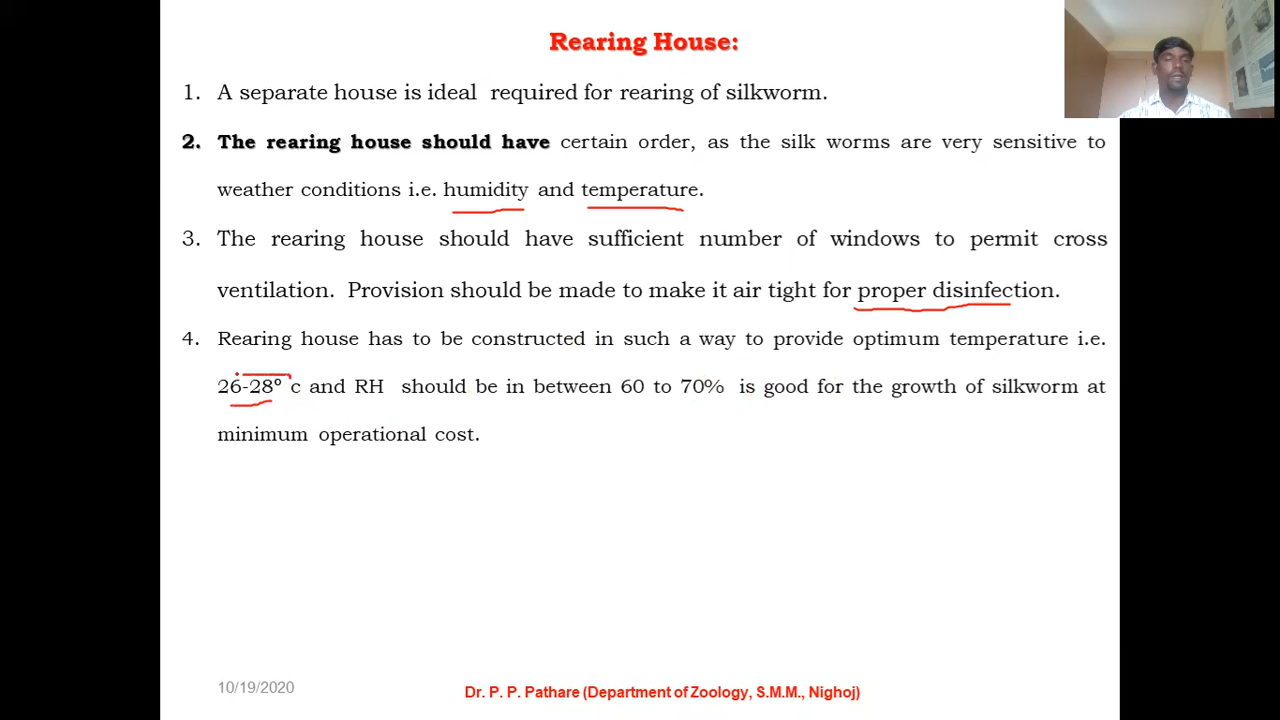 Rearing House:
1. A separate house is ideal required for rearing of silkworm.
2. The rearing house should have certain order, as the silk worms are very sensitive to
weather conditions i.e. humidity and temperature.
3. The rearing house should have sufficient number of windows to permit cross
ventilation. Provision should be made to make it air tight for proper disinfection.
4. Rearing house has to be constructed in such a way to provide optimum temperature i.e.
26-28° c and RH should be in between 60 to 70% is good for the growth of silkworm at
minimum operational cost.
10/19/2020
Dr. P. P. Pathare (Department of Zoology, S.M.M., Nighoj)